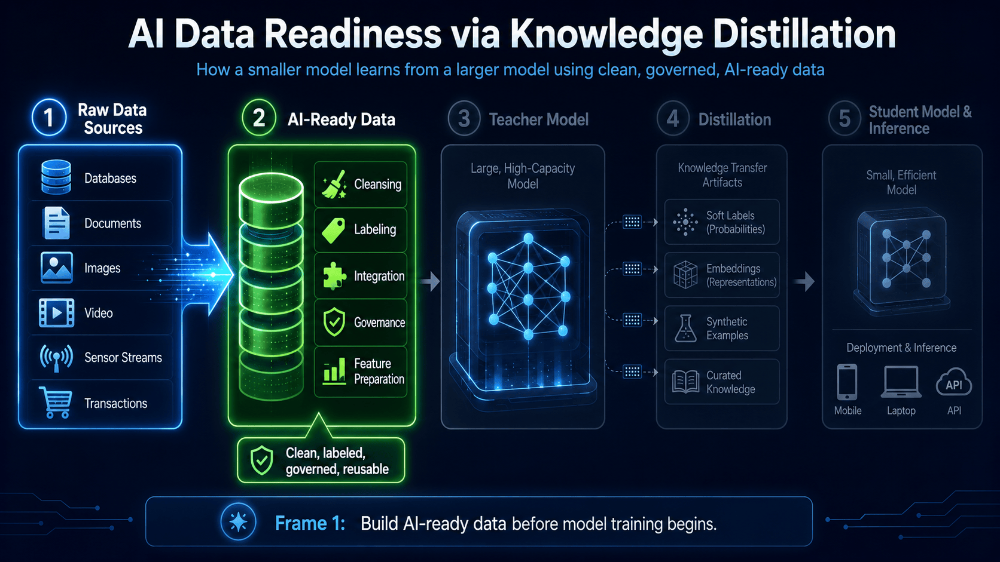 AI Data Readiness via Knowledge Distillation
How a smaller model learns from a larger model using clean, governed, AI-ready data
1
Raw Data
Sources
Databases
Documents
Images
Video
Sensor Streams
Transactions
2
AI-Ready Data
Cleansing
Labeling
Integration
Governance
Feature
Preparation
Clean, labeled,
governed, reusable
3
Teacher Model
Large, High-Capacity
Model
4
Distillation
Knowledge Transfer
Artifacts
Soft Labels
(Probabilities)
Embeddings
(Representations)
Synthetic
Examples
Curated
Knowledge
5
Student Model &
Inference
Small, Efficient
Model
Deployment & Inference
Mobile
Laptop
API
API
Frame 1: Build AI-ready data before model training begins.